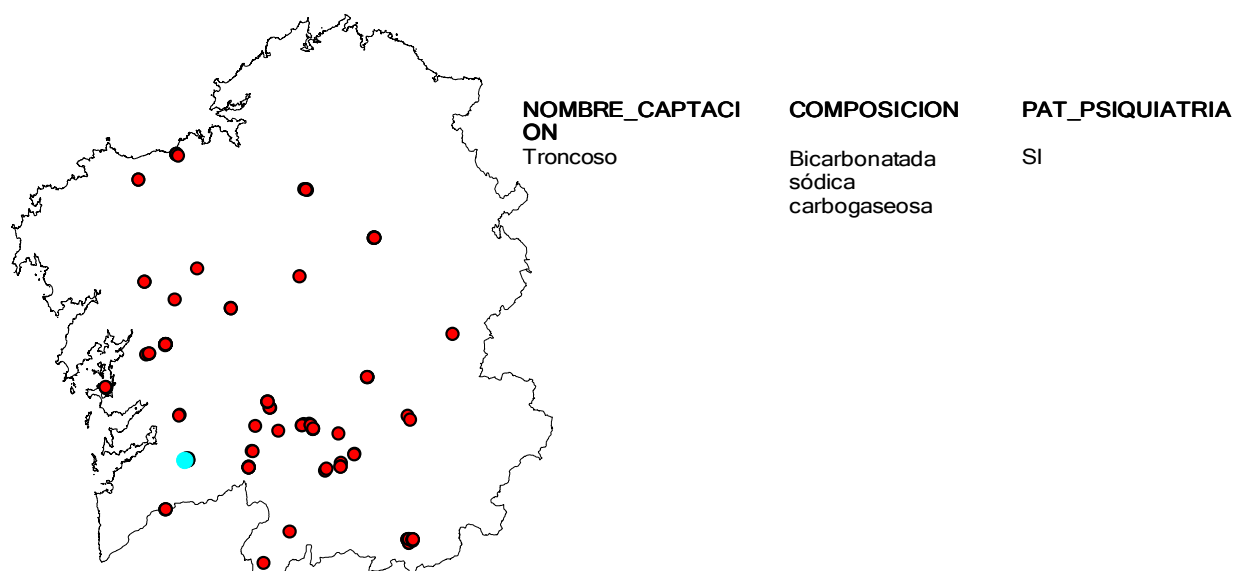 NOMBRE_CAPTACI COMPOSICION PAT_PSIQUIATRIA
ON
Troncoso Bicarbonatada SI
sódica
carbogaseosa